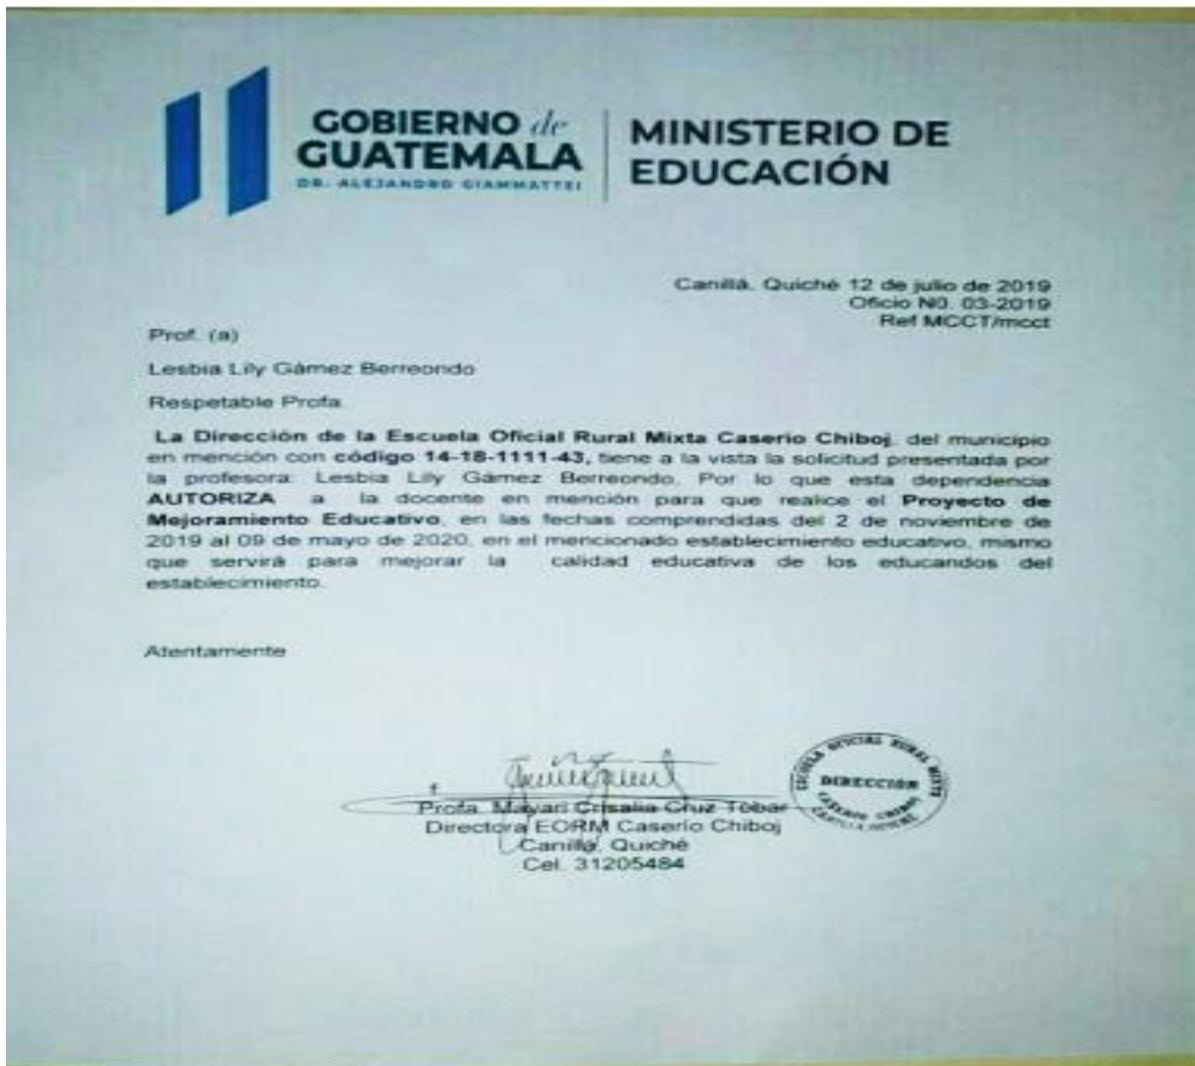 GOBIERNO de
GUATEMALA
DR. ALEJANDRO GIAMMATTEI
MINISTERIO DE
EDUCACIÓN
Canillá, Quiché 12 de julio de 2019
Oficio N0. 03-2019
Ref MCCT/mcct
Prof. (a)
Lesbia Lily Gámez Berreondo
Respetable Profa.
La Dirección de la Escuela Oficial Rural Mixta Caserío Chiboj, del municipio
en mención con código 14-18-1111-43, tiene a la vista la solicitud presentada por
la profesora: Lesbia Lily Gámez Berreondo. Por lo que esta dependencia
AUTORIZA a la docente en mención para que realice el Proyecto de
Mejoramiento Educativo, en las fechas comprendidas del 2 de noviembre de
2019 al 09 de mayo de 2020, en el mencionado establecimiento educativo, mismo
que servirá para mejorar la calidad educativa de los educandos del
establecimiento.
Atentamente
f
Profa. Mayari Crisalia Cruz Tobar
Directora EORM Caserío Chiboj
Canillá, Quiché
Cel. 31205484
ESCUELA OFICIAL RURAL MIXTA
DIRECCIÓN
CASERIO CHIBOJ